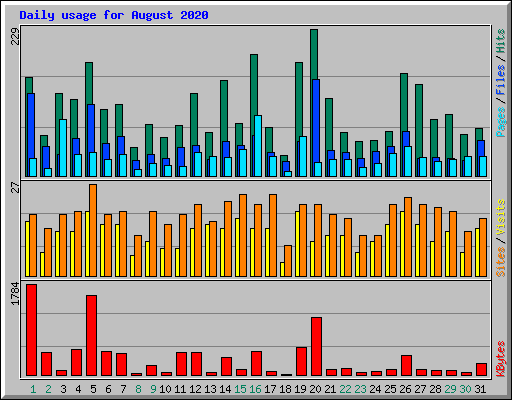 Daily usage for August 2020
229
Pages / Files / Hits
27
Sites / Visits
1784
KBytes
1 2 3 4 5 6 7 8 9 10 11 12 13 14 15 16 17 18 19 20 21 22 23 24 25 26 27 28 29 30 31